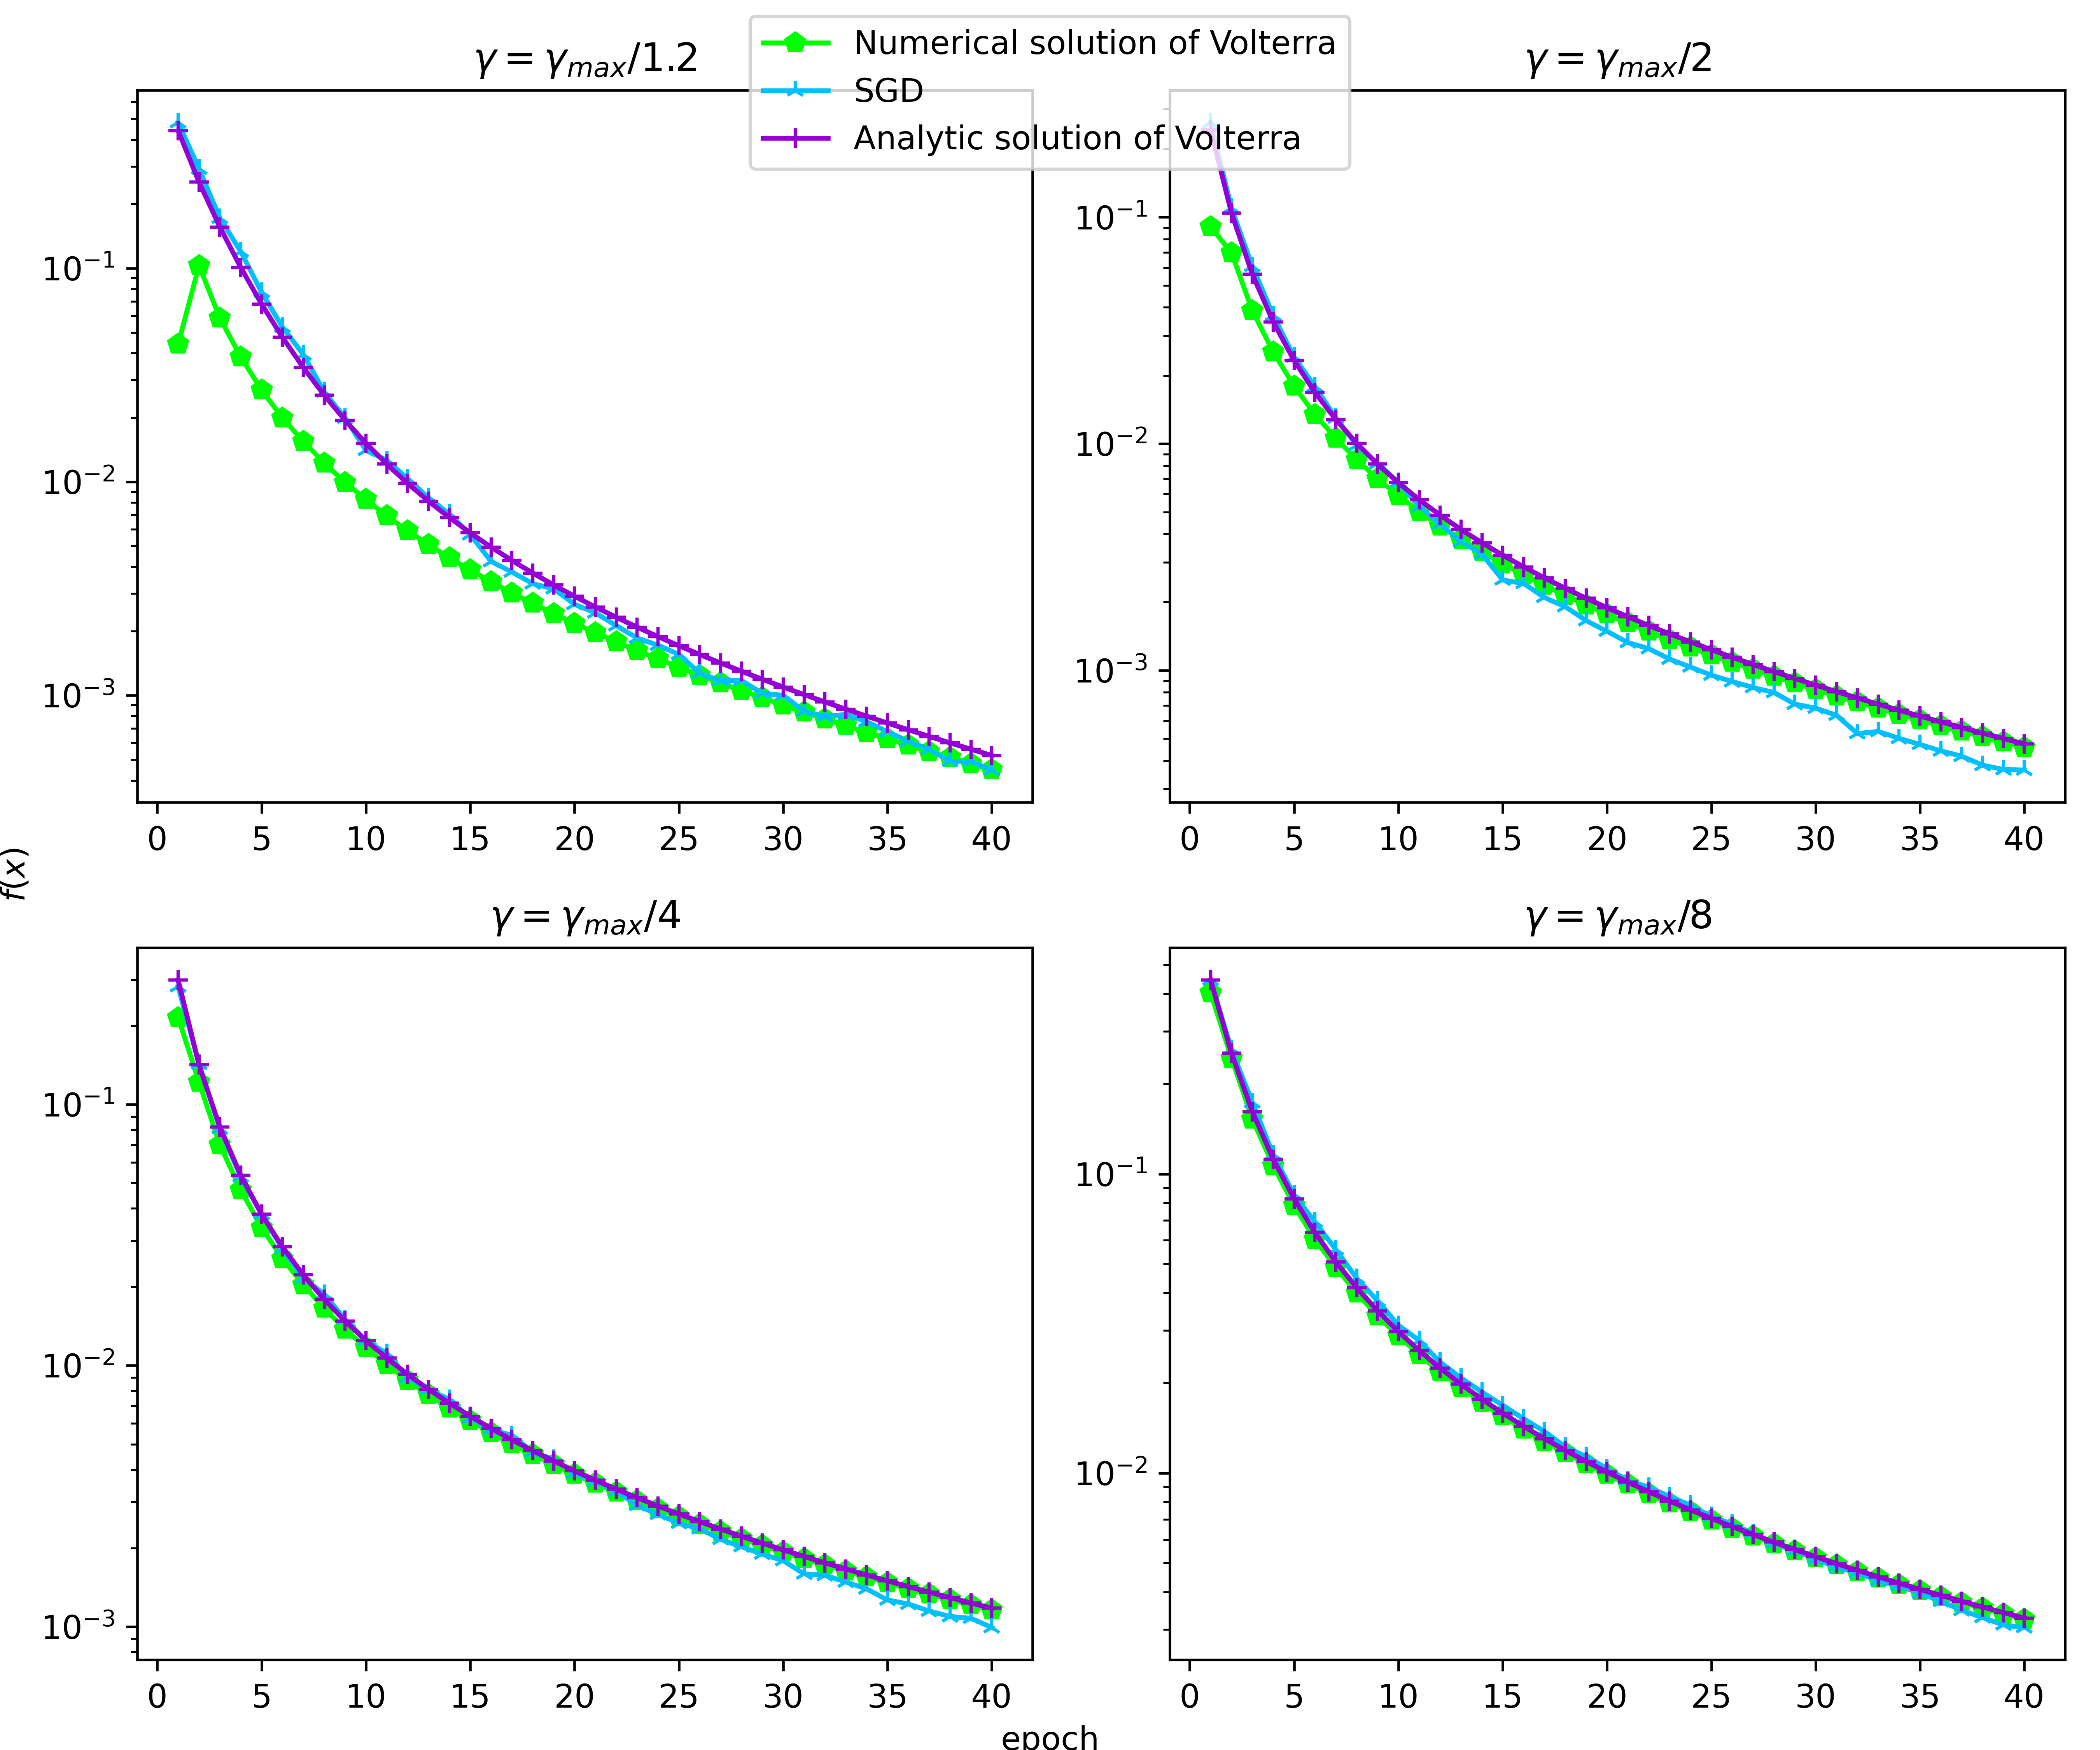 Numerical solution of Volterra
SGD
Analytic solution of Volterra
γ = γmax/1.2
10⁻¹
10⁻²
10⁻³
0 5 10 15 20 25 30 35 40
γ = γmax/2
10⁻¹
10⁻²
10⁻³
0 5 10 15 20 25 30 35 40
f(x)
γ = γmax/4
10⁻¹
10⁻²
10⁻³
0 5 10 15 20 25 30 35 40
γ = γmax/8
10⁻¹
10⁻²
0 5 10 15 20 25 30 35 40
epoch